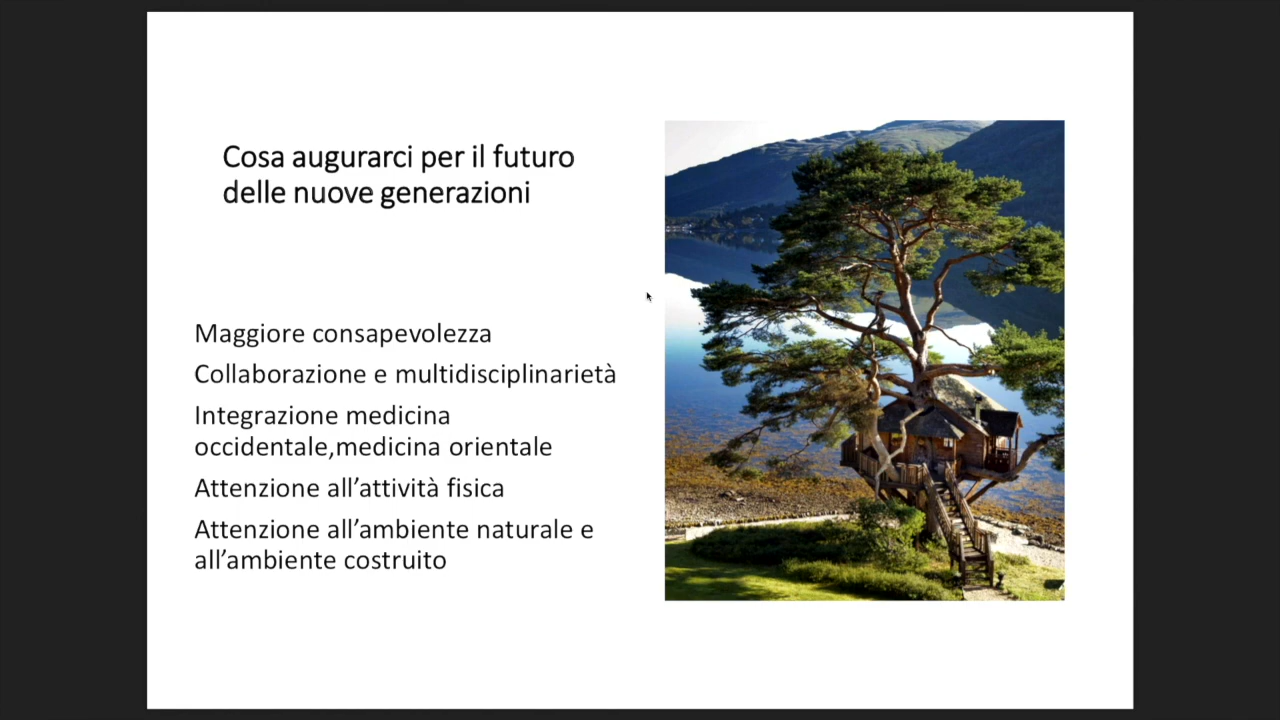 Cosa augurarci per il futuro
delle nuove generazioni
Maggiore consapevolezza
Collaborazione e multidisciplinarietà
Integrazione medicina
occidentale,medicina orientale
Attenzione all’attività fisica
Attenzione all’ambiente naturale e
all’ambiente costruito